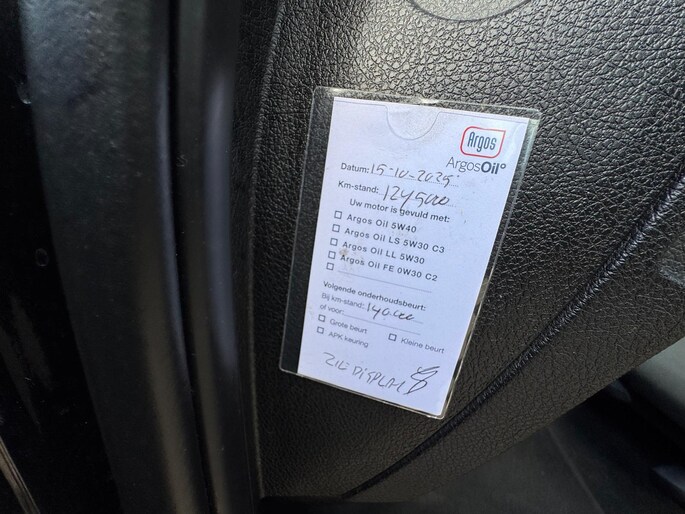 Argos
ArgosOil
Datum: 15-10-2025
Km-stand: 124500
Uw motor is gevuld met:
☐ Argos Oil 5W40
☐ Argos Oil LS 5W30 C3
☐ Argos Oil LL 5W30
☐ Argos Oil FE 0W30 C2
☐
Volgende onderhoudsbeurt:
Bij km-stand: 140000
of voor:
☐ Grote beurt ☐ Kleine beurt
☐ APK keuring
ZIE DISPLAY